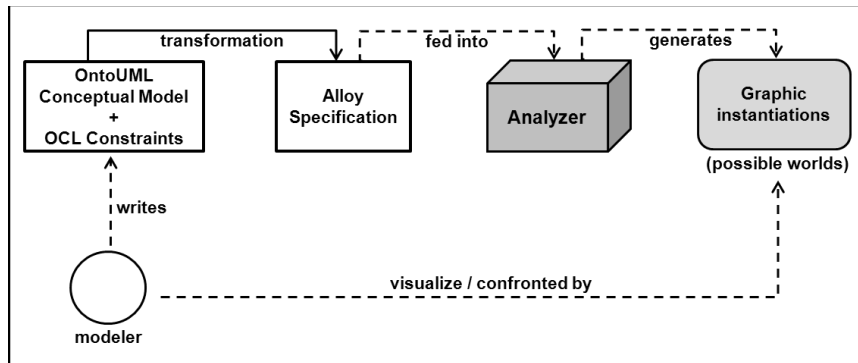 transformation
fed into
generates
OntoUML
Conceptual Model
+
OCL Constraints
Alloy
Specification
Analyzer
Graphic
instantiations
(possible worlds)
writes
visualize / confronted by
modeler